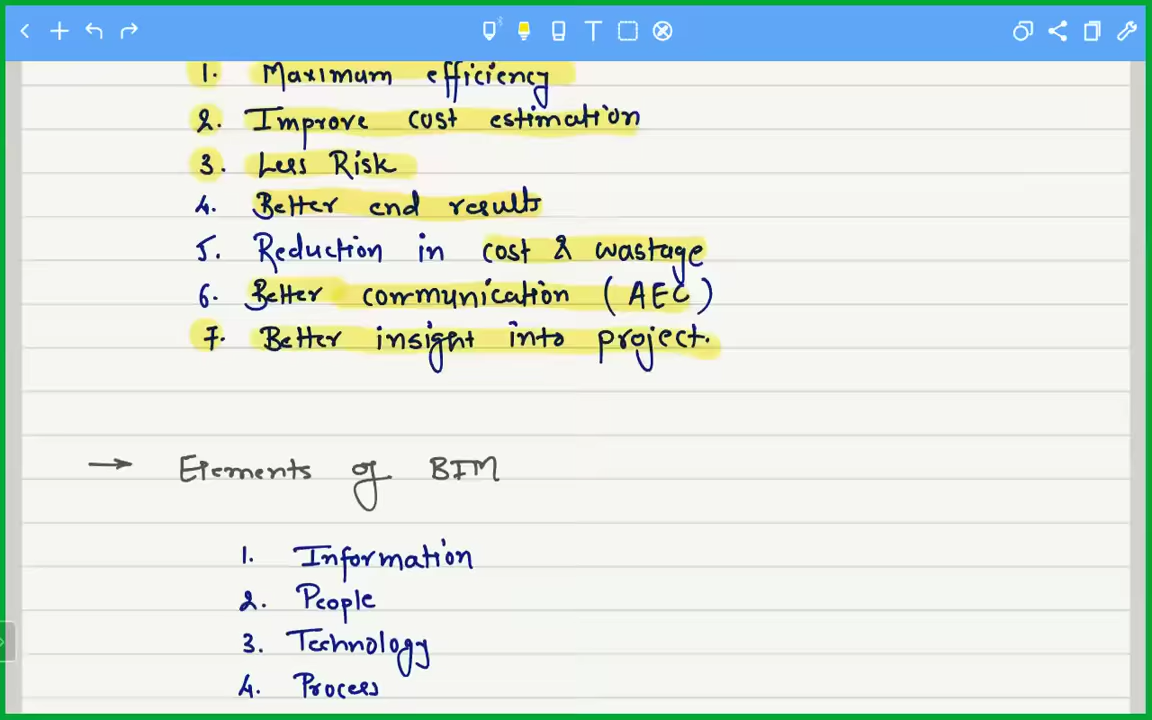 1. Maximum efficiency
2. Improve cost estimation
3. Less Risk
4. Better end results
5. Reduction in cost & wastage
6. Better communication (AEC)
7. Better insight into project.
→ Elements of BIM
1. Information
2. People
3. Technology
4. Process